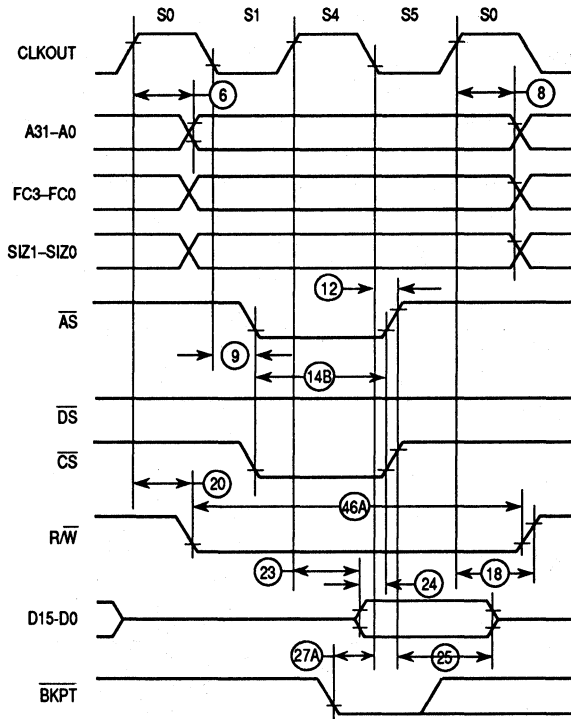 S0 S1 S4 S5 S0
CLKOUT
6 8
A31–A0
FC3–FC0
SIZ1–SIZ0
12
AS
9
14B
DS
CS
20
46A
R/W
23 24 18
D15-D0
27A 25
BKPT